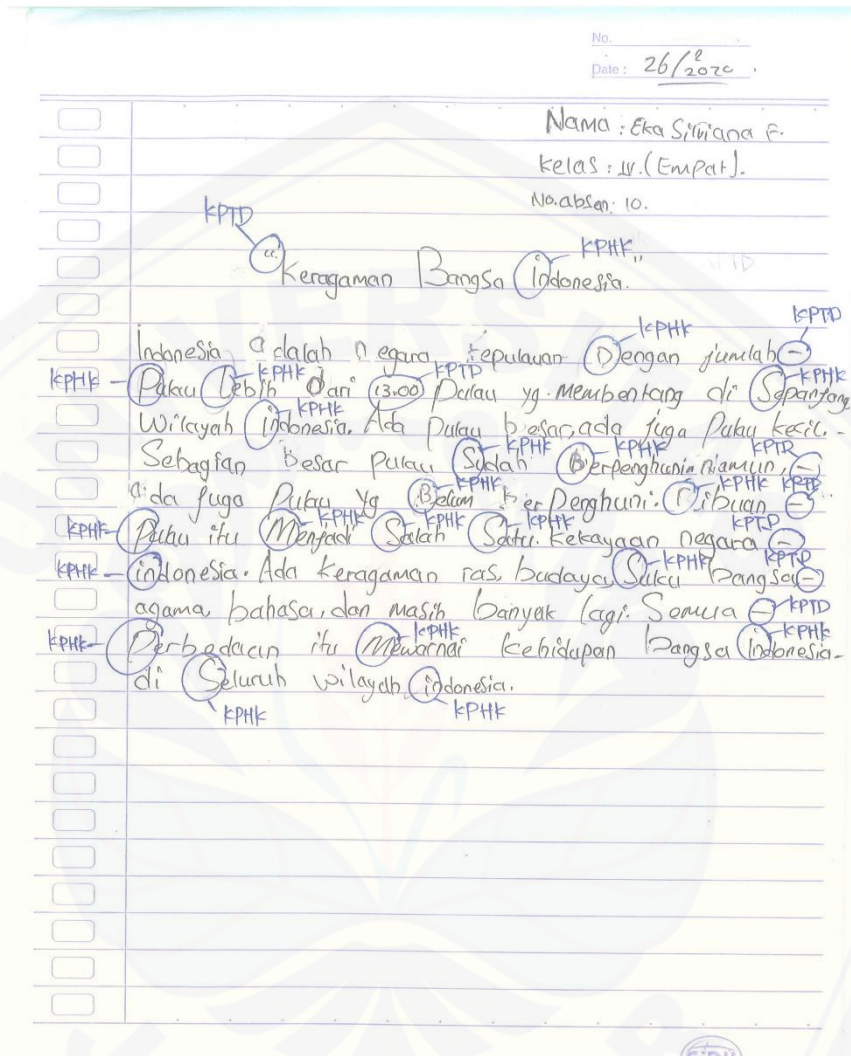 No.
Date : 26/2 2020 .
Nama : Eka Silviana F.
Kelas : IV. (Empat).
No.absen: 10.
KPTD
KPHK
" Keragaman Bangsa indonesia. "
KPHK KPTD
Indonesia adalah negara kepulauan Dengan jumlah -
KPHK KPHK KPTD KPHK
Pulau Lebih Dari 13.00 Pulau yg. Membentang di Sepanjang
KPHK
Wilayah indonesia. Ada Pulau besar, ada juga Pulau kecil. -
KPHK KPHK KPTD
Sebagian besar Pulau Sudah Berpenghuni. Namun, -
KPHK KPHK KPTD
ada juga Pulau yg Belum berPenghuni. Ribuan -
KPHK KPHK KPHK KPHK KPTD
Pulau itu Menjadi Salah Satu. Kekayaan negara -
KPHK KPHK KPTD
indonesia. Ada keragaman ras, budaya, Suku bangsa -
KPTD
agama, bahasa, dan masih banyak lagi. Semua -
KPHK KPHK KPHK
Perbedaan itu Mewarnai kehidupan bangsa indonesia -
di Seluruh wilayah indonesia.
KPHK KPHK